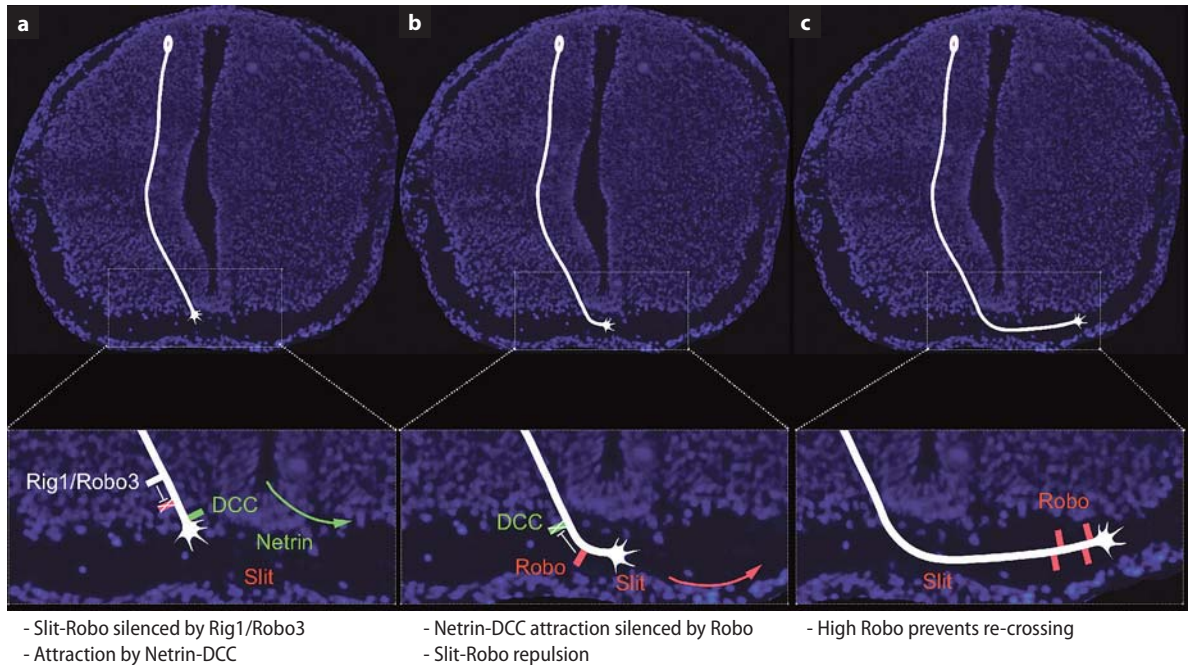 a
b
c
Rig1/Robo3
DCC
Netrin
Slit
DCC
Robo
Slit
Robo
Slit
- Slit-Robo silenced by Rig1/Robo3
- Attraction by Netrin-DCC
- Netrin-DCC attraction silenced by Robo
- Slit-Robo repulsion
- High Robo prevents re-crossing